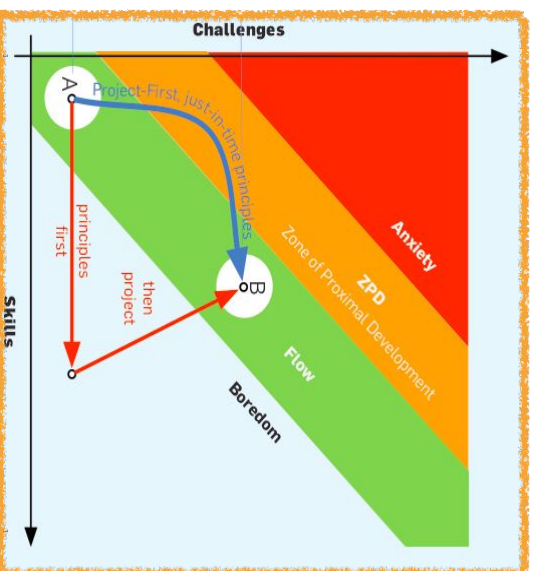 Challenges
A
Project-First, just-in-time principles
principles
first
then
project
B
Anxiety
ZPD
Zone of Proximal Development
Flow
Boredom
Skills